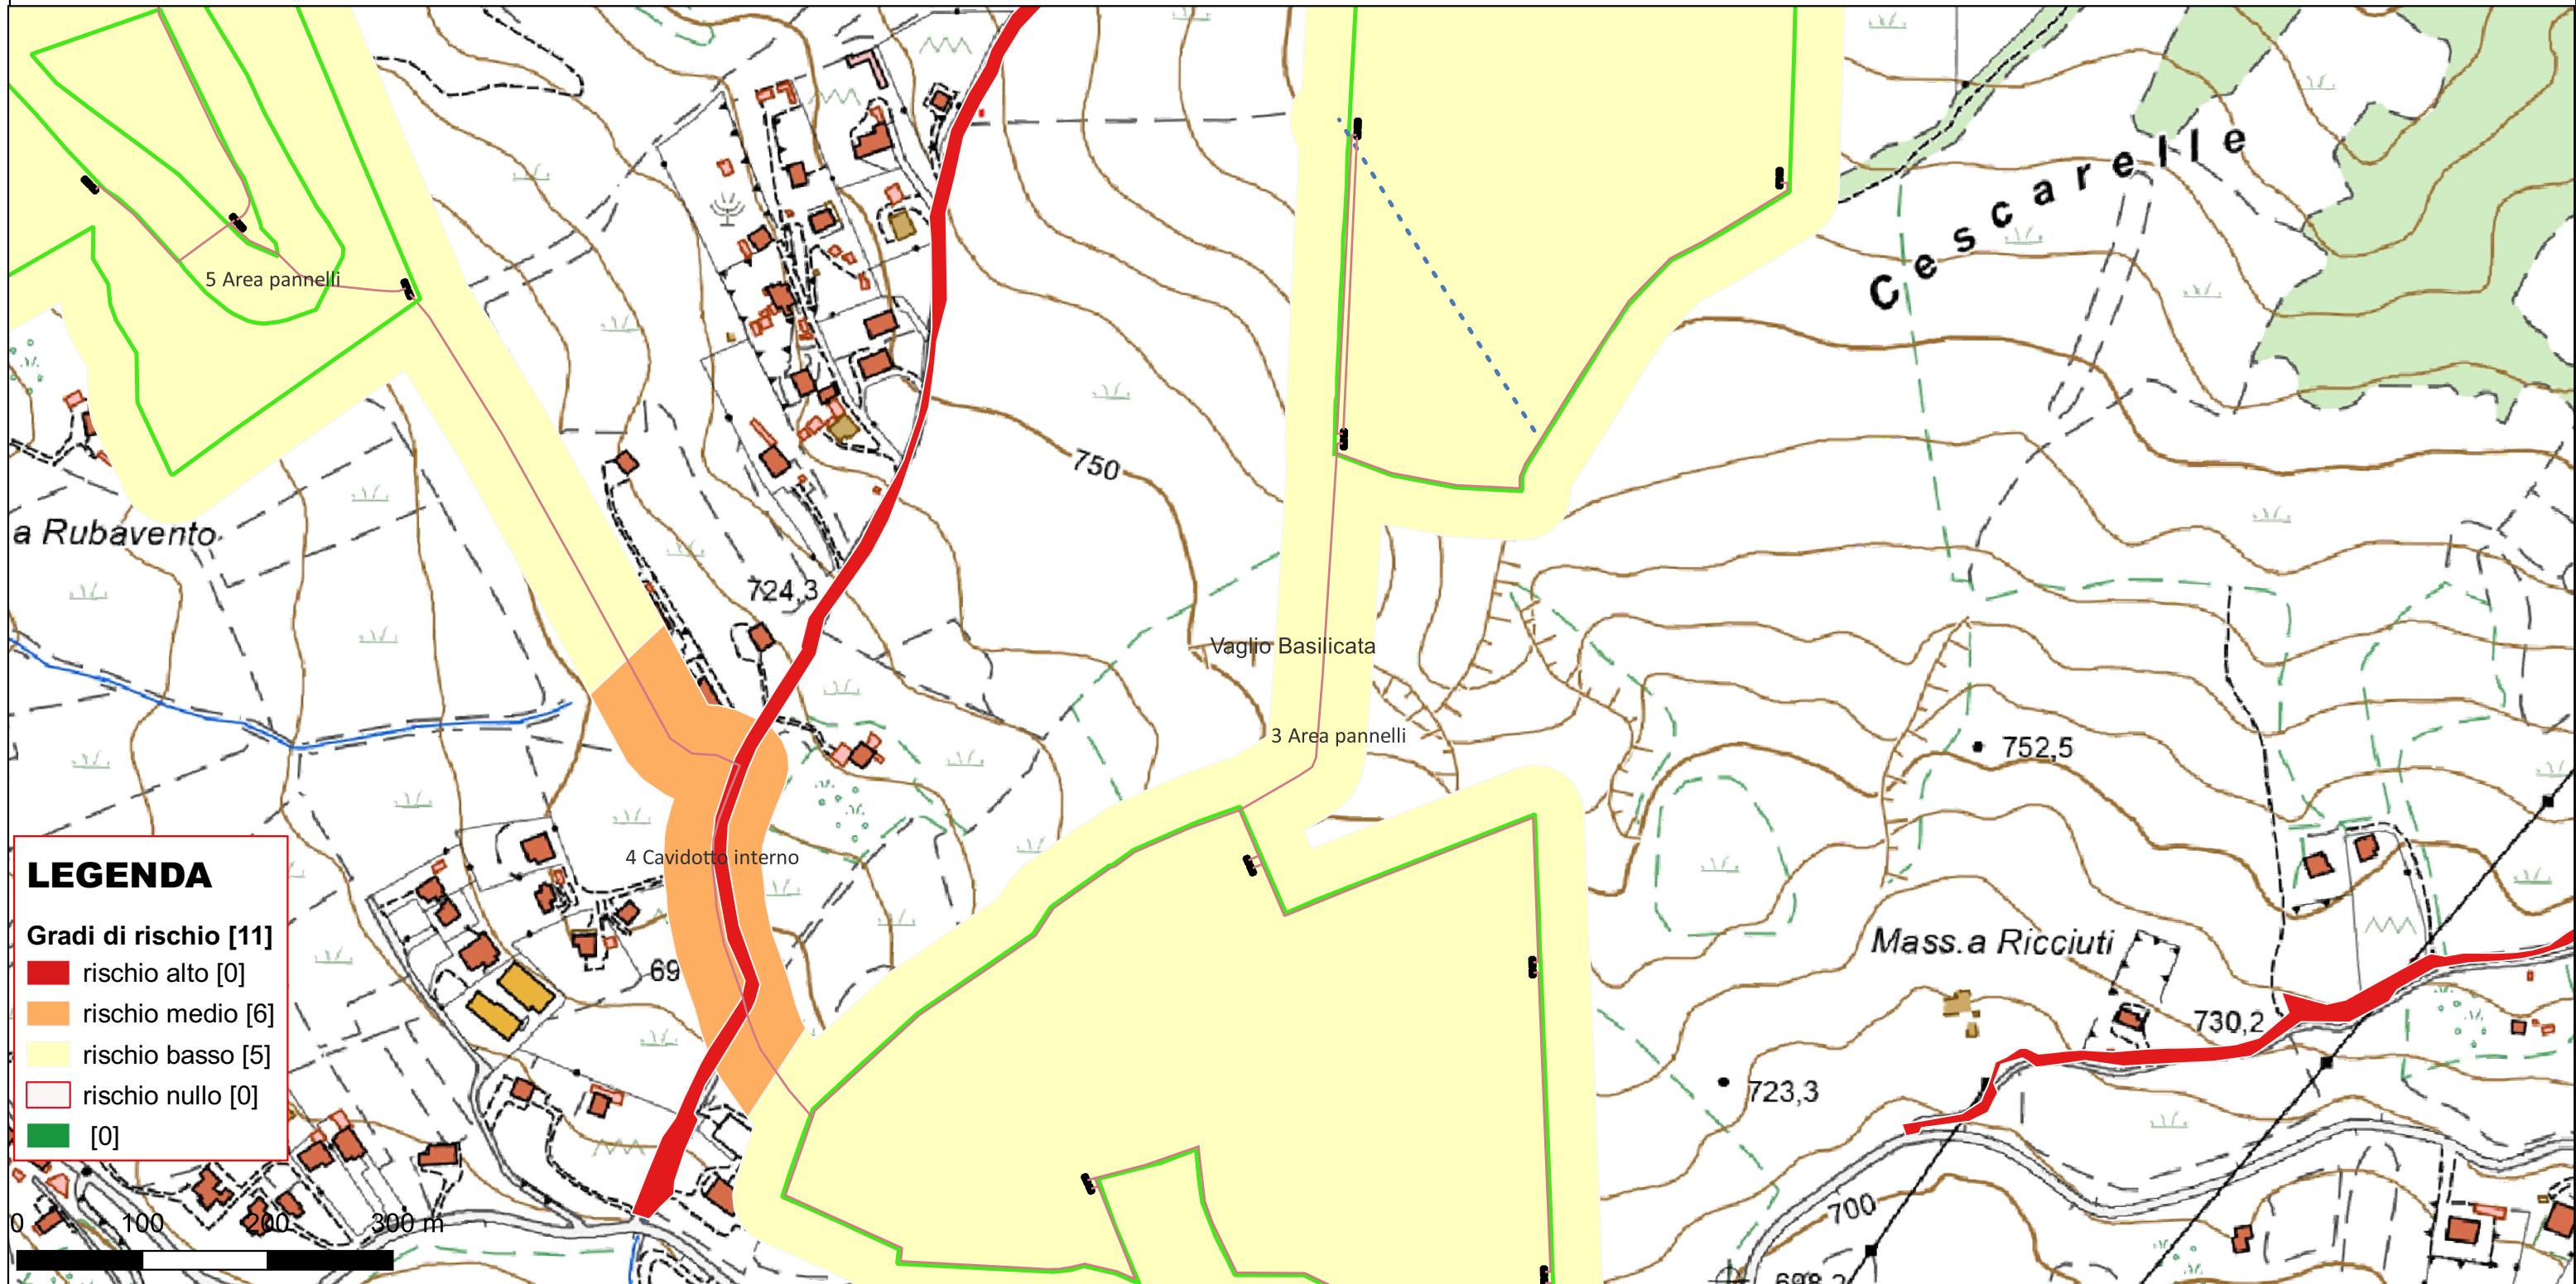 Cescarelle
5 Area pannelli
750
a Rubavento
724,3
Vaglio Basilicata
3 Area pannelli
752,5
4 Cavidotto interno
69
Mass.a Ricciuti
730,2
723,3
700
LEGENDA
Gradi di rischio [11]
rischio alto [0]
rischio medio [6]
rischio basso [5]
rischio nullo [0]
[0]
0 100 200 300 m